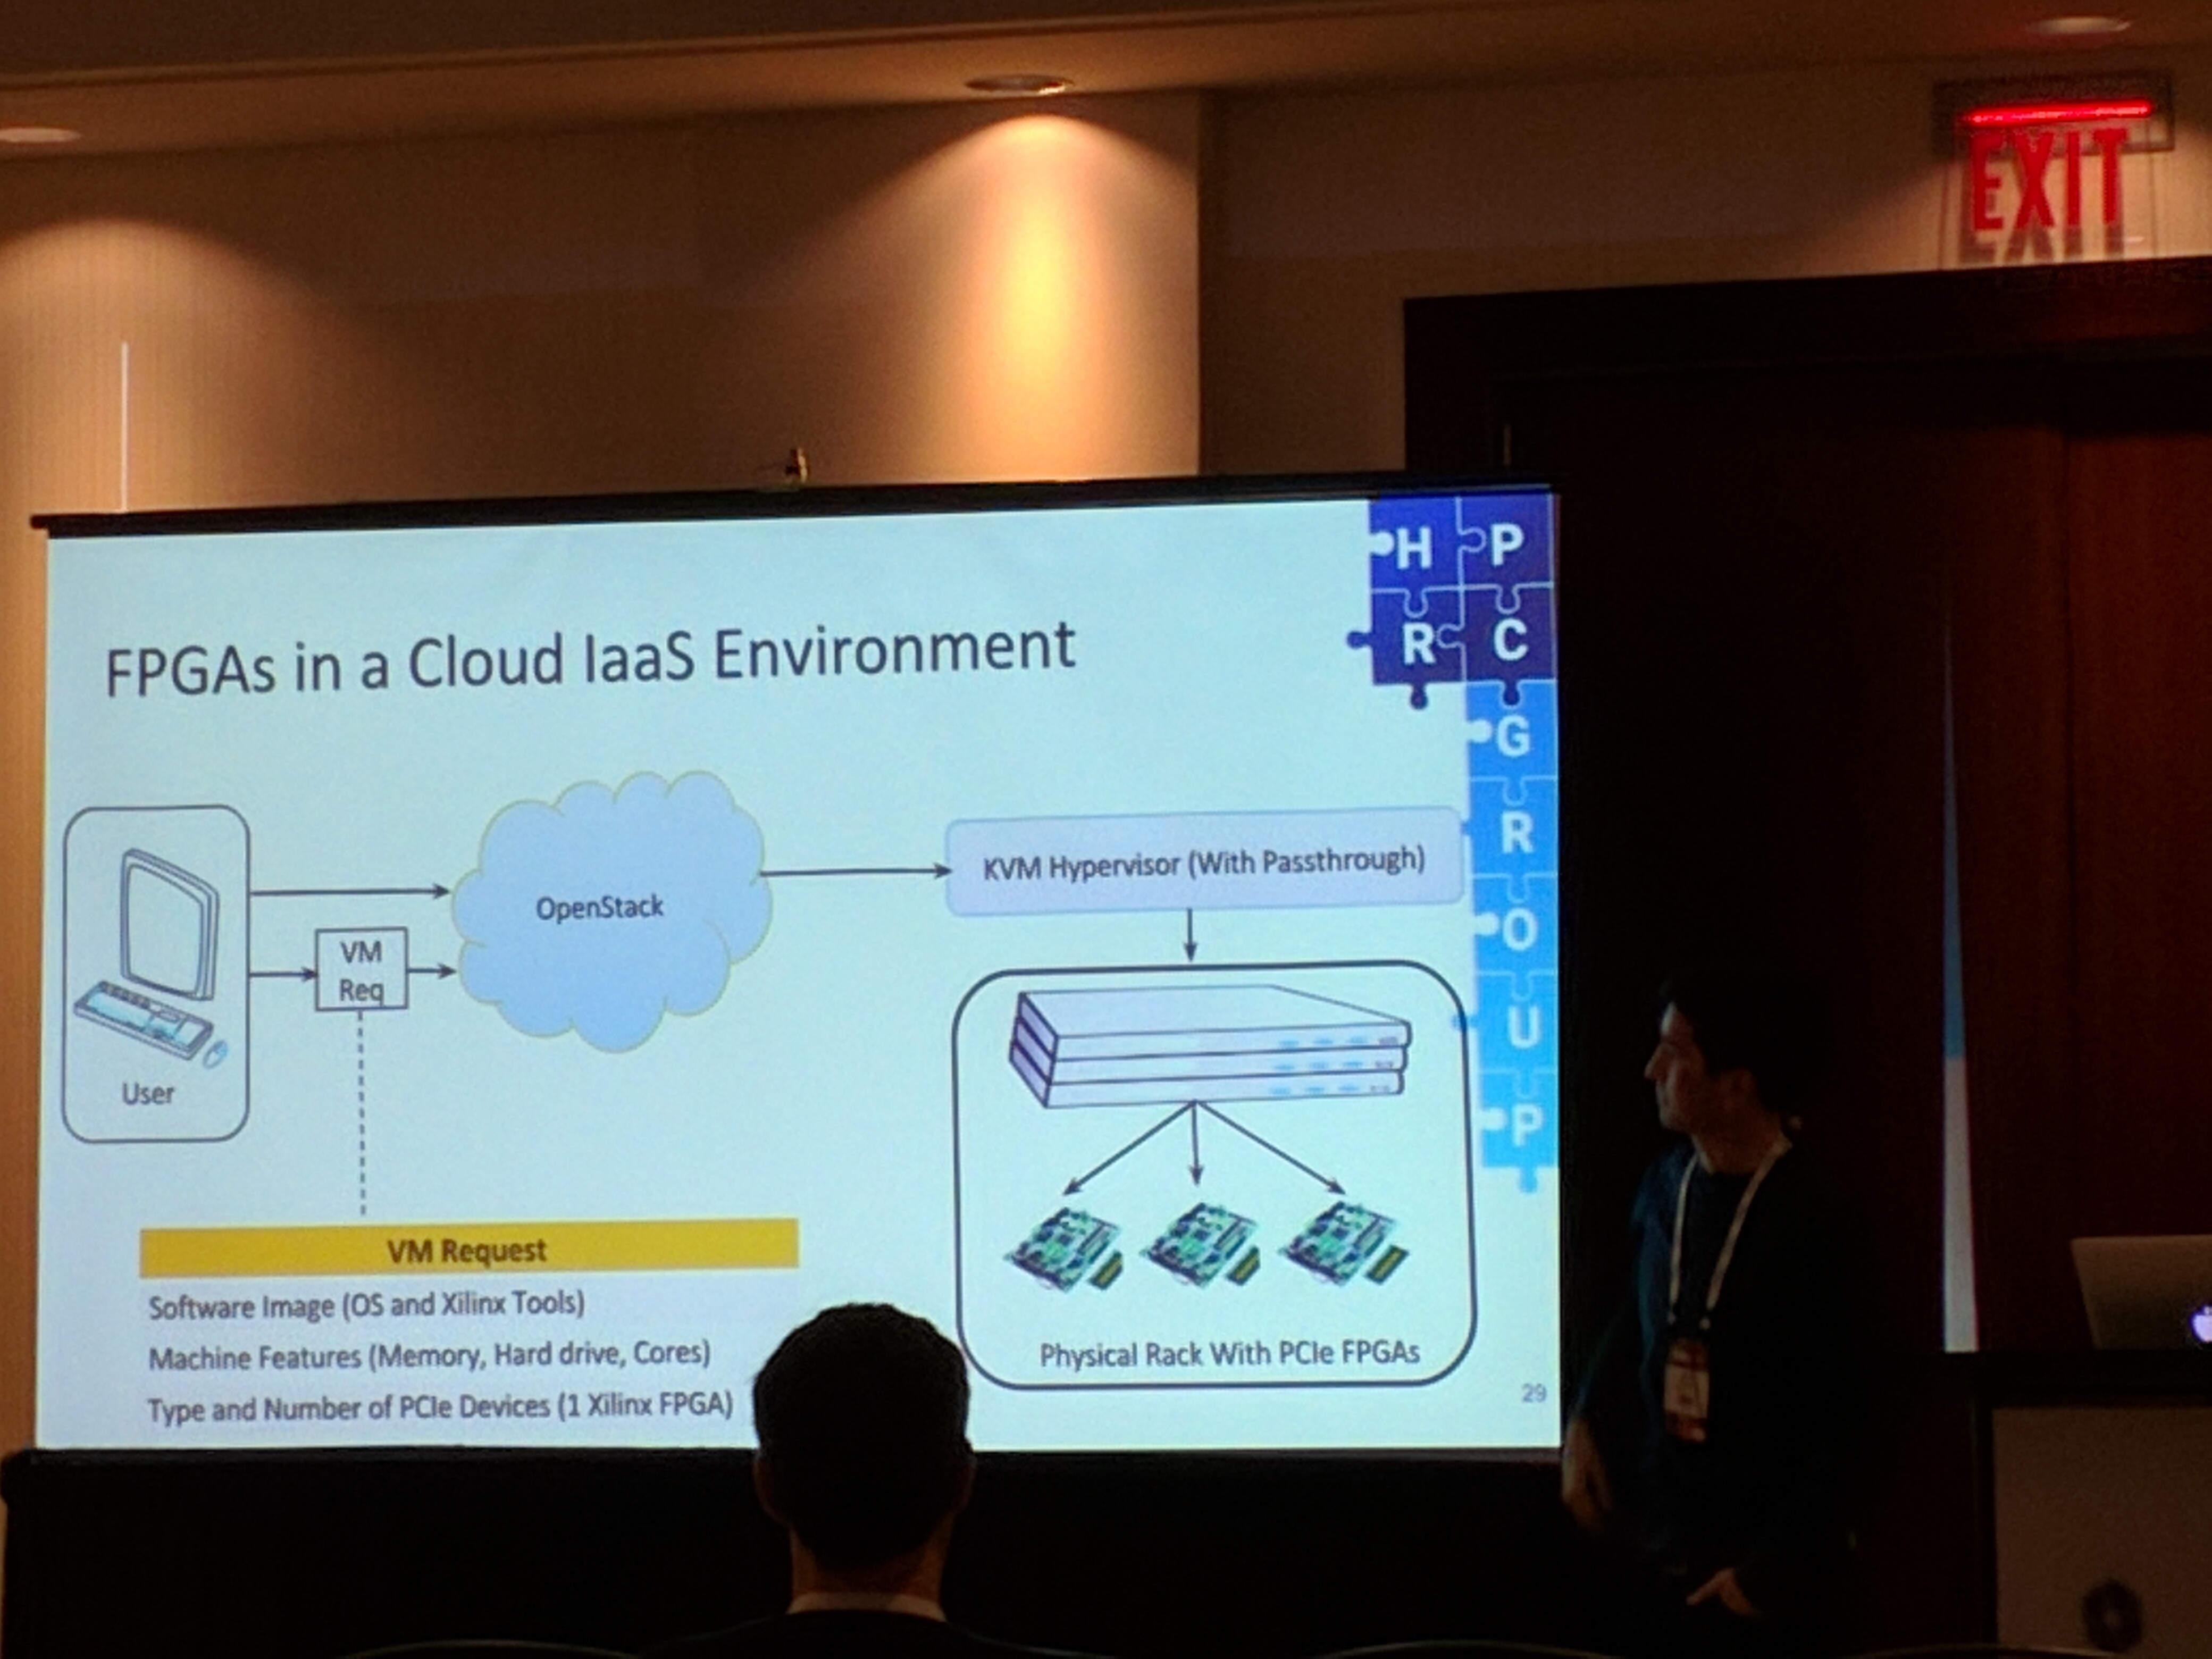 EXIT
H P
R C
G
R
O
U
P
FPGAs in a Cloud IaaS Environment
User
VM
Req
OpenStack
KVM Hypervisor (With Passthrough)
VM Request
Software Image (OS and Xilinx Tools)
Machine Features (Memory, Hard drive, Cores)
Type and Number of PCIe Devices (1 Xilinx FPGA)
Physical Rack With PCIe FPGAs
29